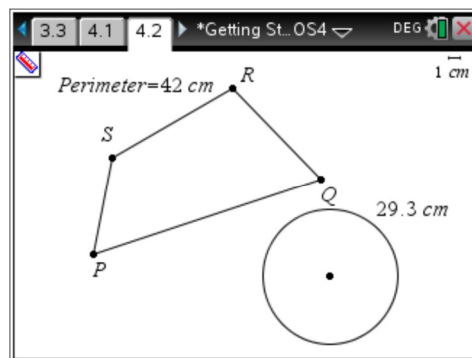 3.3 4.1 4.2 *Getting St…OS4 DEG
1 cm
Perimeter=42 cm
R
S
Q
29.3 cm
P